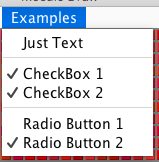 Examples
Just Text
✓ CheckBox 1
✓ CheckBox 2
Radio Button 1
✓ Radio Button 2